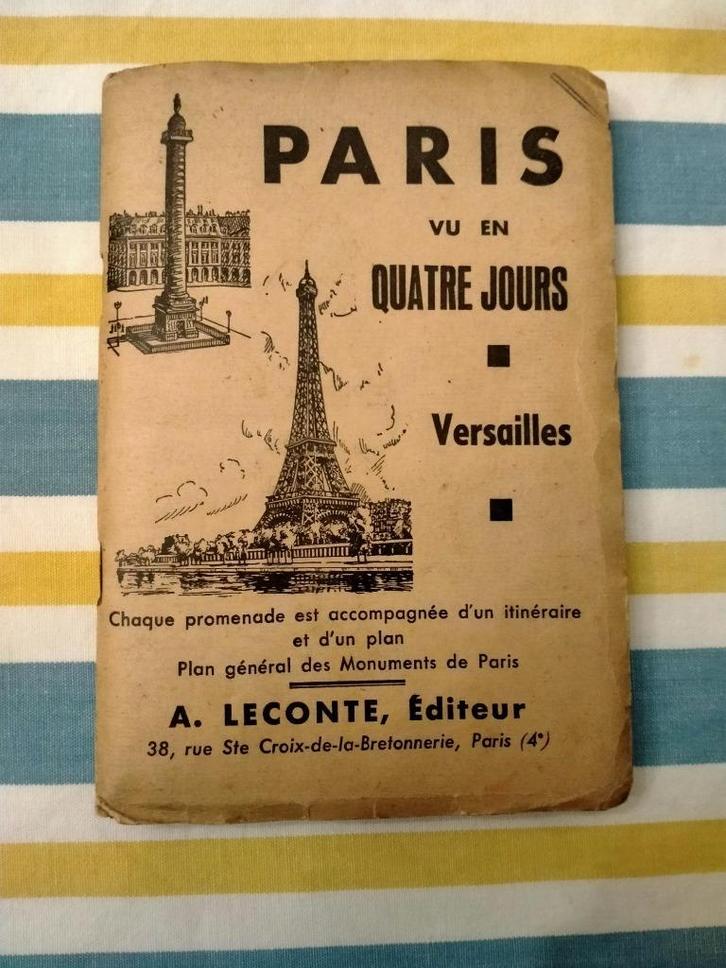 PARIS
VU EN
QUATRE JOURS
Versailles
Chaque promenade est accompagnée d'un itinéraire
et d'un plan
Plan général des Monuments de Paris
A. LECONTE, Éditeur
38, rue Ste Croix-de-la-Bretonnerie, Paris (4ᵉ)